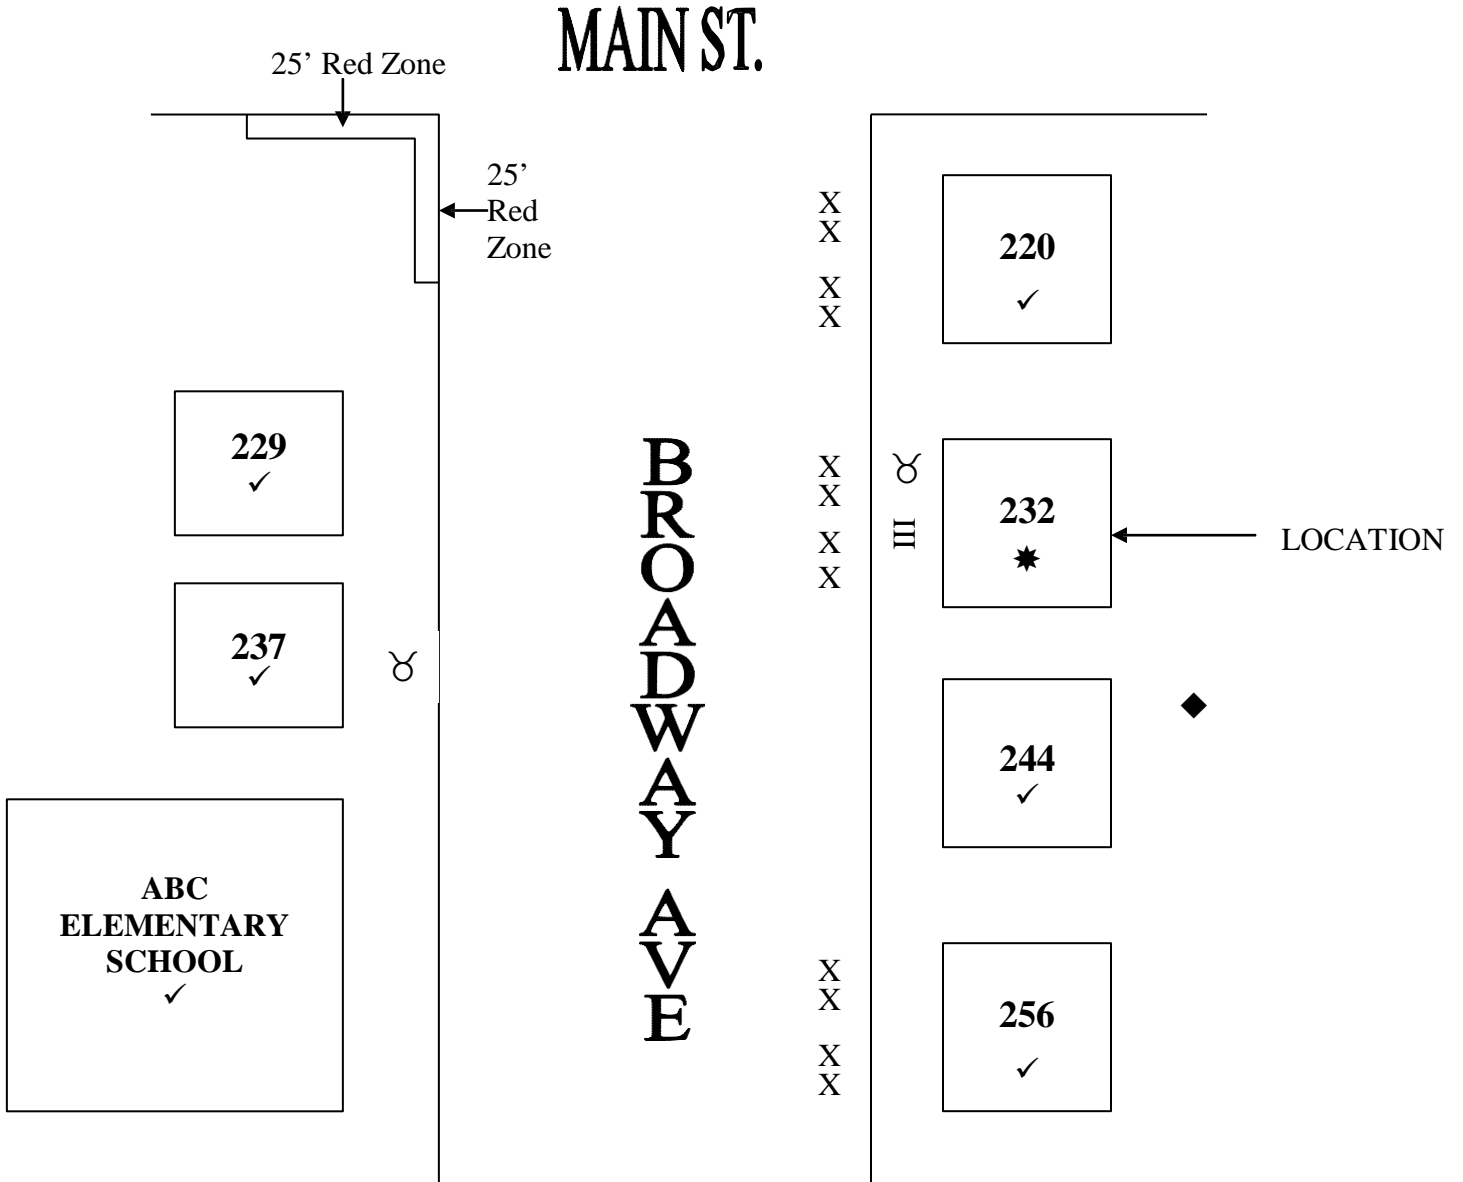 MAIN ST.
25’ Red Zone
25’
Red
Zone
X
X
X
X
220
✓
229
✓
BROADWAY AVE
X
X
X
X
♉
III
232
✸
LOCATION
237
✓
♉
244
✓
◆
ABC
ELEMENTARY
SCHOOL
✓
X
X
X
X
256
✓